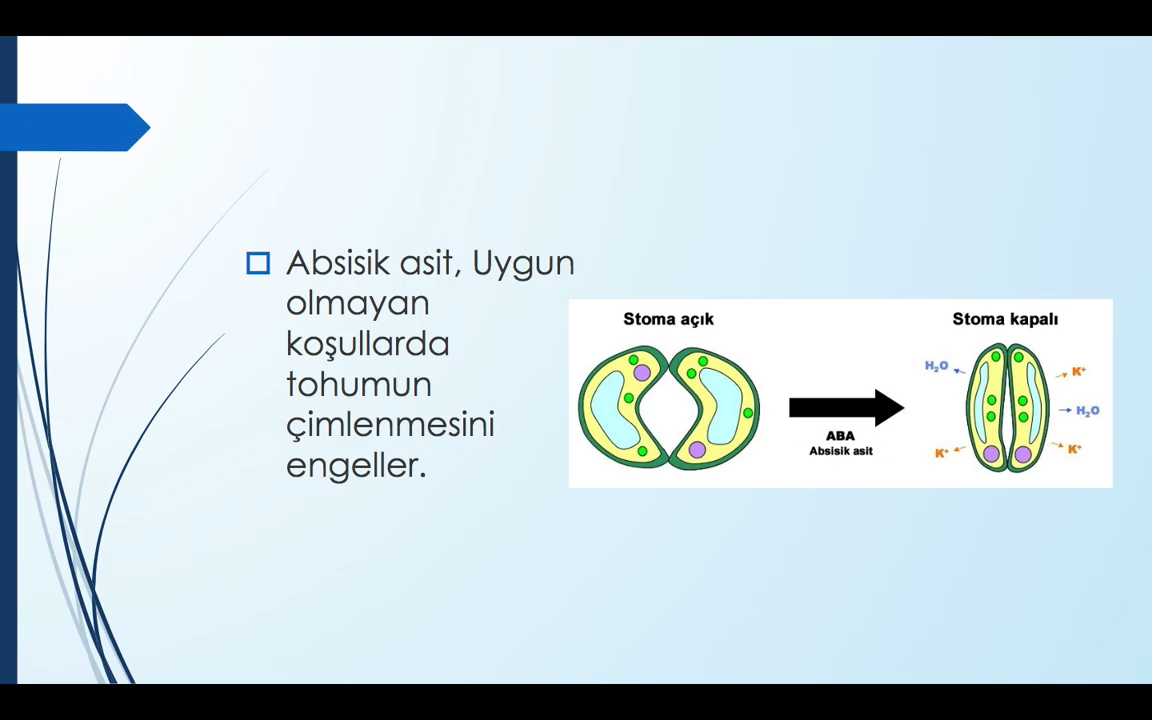 Absisik asit, Uygun
olmayan
koşullarda
tohumun
çimlenmesini
engeller.
Stoma açık
Stoma kapalı
H₂O
K⁺
ABA
Absisik asit
H₂O
K⁺
K⁺